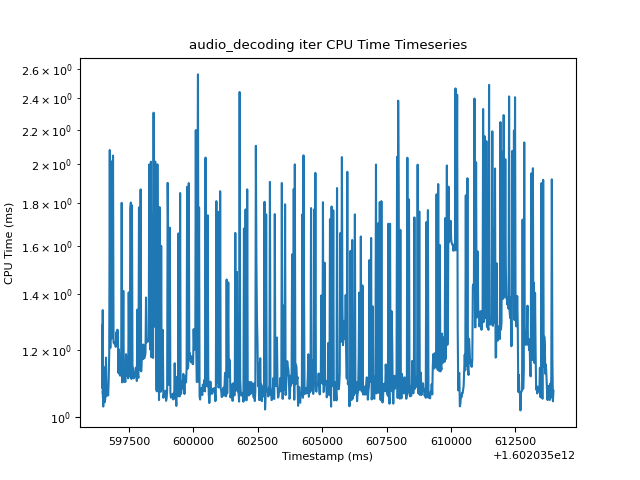 audio_decoding iter CPU Time Timeseries
CPU Time (ms)
2.6 × 10⁰
2.4 × 10⁰
2.2 × 10⁰
2 × 10⁰
1.8 × 10⁰
1.6 × 10⁰
1.4 × 10⁰
1.2 × 10⁰
10⁰
597500 600000 602500 605000 607500 610000 612500
Timestamp (ms)
+1.602035e12